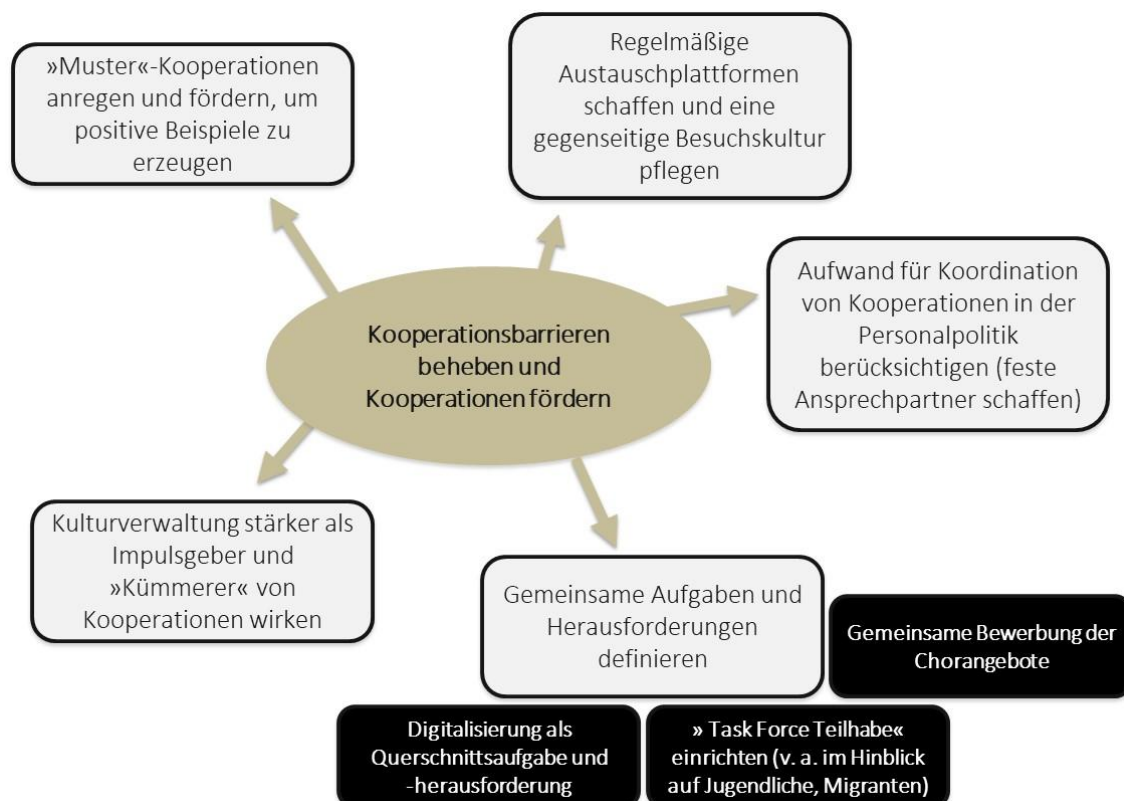 »Muster«-Kooperationen
anregen und fördern, um
positive Beispiele zu
erzeugen
Regelmäßige
Austauschplattformen
schaffen und eine
gegenseitige Besuchskultur
pflegen
Aufwand für Koordination
von Kooperationen in der
Personalpolitik
berücksichtigen (feste
Ansprechpartner schaffen)
Kooperationsbarrieren
beheben und
Kooperationen fördern
Kulturverwaltung stärker als
Impulsgeber und
»Kümmerer« von
Kooperationen wirken
Gemeinsame Aufgaben und
Herausforderungen
definieren
Gemeinsame Bewerbung der
Chorangebote
Digitalisierung als
Querschnittsaufgabe und
-herausforderung
» Task Force Teilhabe«
einrichten (v. a. im Hinblick
auf Jugendliche, Migranten)